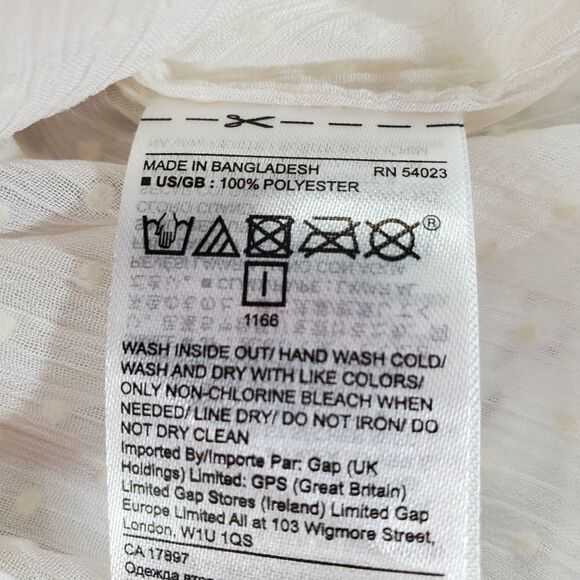 MADE IN BANGLADESH RN 54023
■ US/GB : 100% POLYESTER
®
1166
WASH INSIDE OUT/ HAND WASH COLD/
WASH AND DRY WITH LIKE COLORS/
ONLY NON-CHLORINE BLEACH WHEN
NEEDED/ LINE DRY/ DO NOT IRON/ DO
NOT DRY CLEAN
Imported By/Importe Par: Gap (UK
Holdings) Limited: GPS (Great Britain)
Limited Gap Stores (Ireland) Limited Gap
Europe Limited All at 103 Wigmore Street,
London, W1U 1QS
CA 17897
Одежда